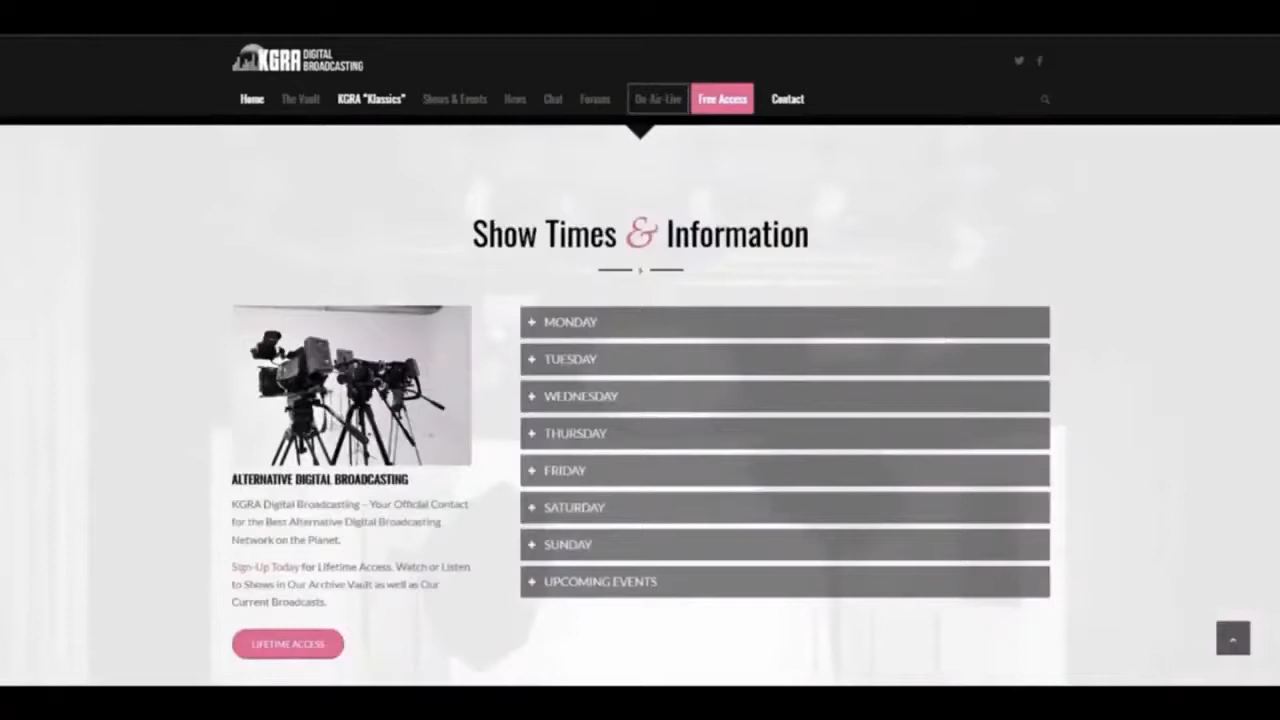 KGRA DIGITAL BROADCASTING
Home The Vault KGRA "Klassics" Shows & Events News Chat Forums On-Air-Live Free Access Contact
Show Times & Information
MONDAY
TUESDAY
WEDNESDAY
THURSDAY
FRIDAY
SATURDAY
SUNDAY
UPCOMING EVENTS
ALTERNATIVE DIGITAL BROADCASTING
KGRA Digital Broadcasting – Your Official Contact
for the Best Alternative Digital Broadcasting
Network on the Planet.
Sign-Up Today for Lifetime Access. Watch or Listen
to Shows in Our Archive Vault as well as Our
Current Broadcasts.
LIFETIME ACCESS